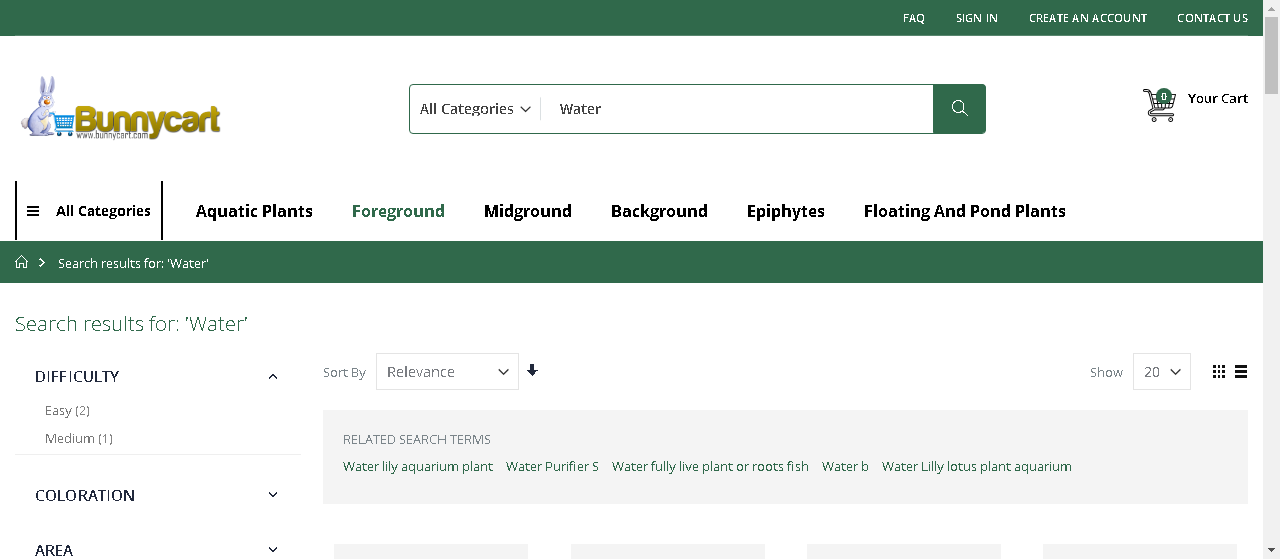 FAQ SIGN IN CREATE AN ACCOUNT CONTACT US
Bunnycart
www.bunnycart.com
All Categories Water
0 Your Cart
All Categories Aquatic Plants Foreground Midground Background Epiphytes Floating And Pond Plants
Search results for: 'Water'
Search results for: 'Water'
DIFFICULTY
Easy (2)
Medium (1)
COLORATION
AREA
Sort By Relevance Show 20
RELATED SEARCH TERMS
Water lily aquarium plant Water Purifier S Water fully live plant or roots fish Water b Water Lilly lotus plant aquarium